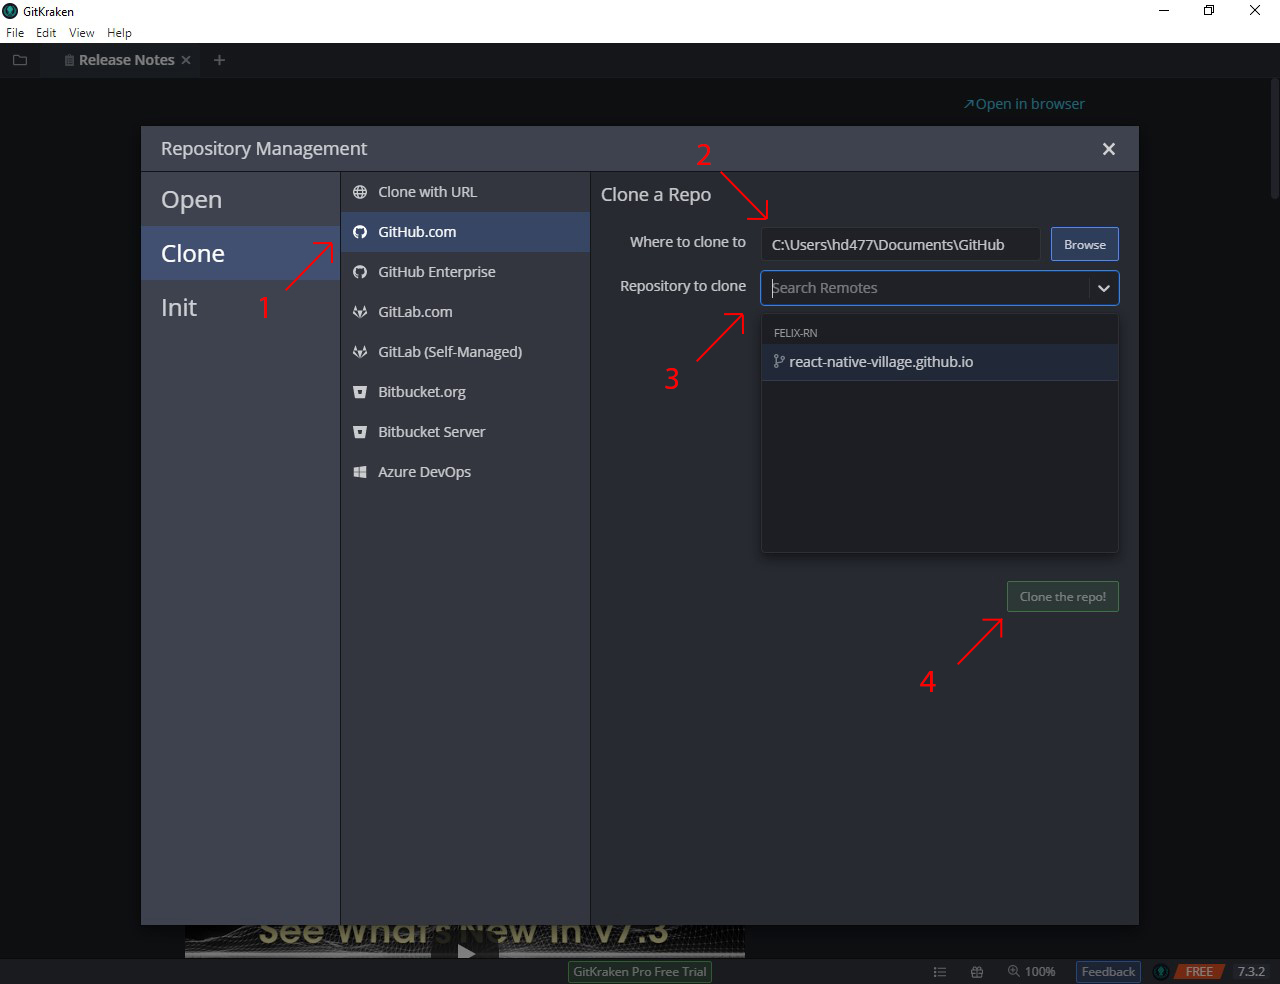 GitKraken
File Edit View Help
Release Notes
Open in browser
Repository Management
2
Open
Clone
Init
1
Clone with URL
GitHub.com
GitHub Enterprise
GitLab.com
GitLab (Self-Managed)
Bitbucket.org
Bitbucket Server
Azure DevOps
Clone a Repo
Where to clone to C:\Users\hd477\Documents\GitHub Browse
Repository to clone Search Remotes
3
FELIX-RN
react-native-village.github.io
Clone the repo!
4
See What's New in v7.3
GitKraken Pro Free Trial 100% Feedback FREE 7.3.2